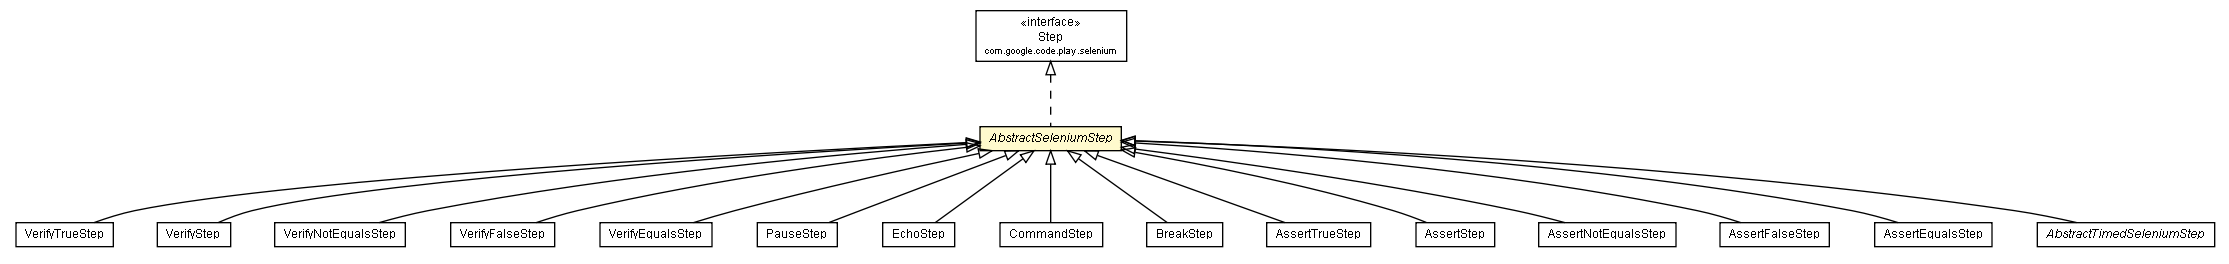 «interface»
Step
com.google.code.play.selenium
AbstractSeleniumStep
VerifyTrueStep
VerifyStep
VerifyNotEqualsStep
VerifyFalseStep
VerifyEqualsStep
PauseStep
EchoStep
CommandStep
BreakStep
AssertTrueStep
AssertStep
AssertNotEqualsStep
AssertFalseStep
AssertEqualsStep
AbstractTimedSeleniumStep